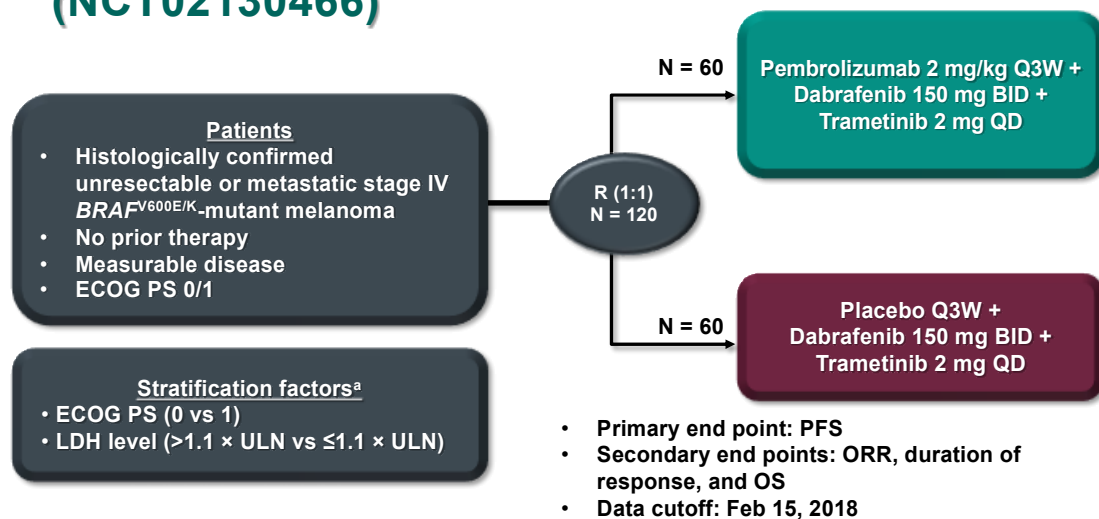 (NCT02130466)
Patients
• Histologically confirmed
unresectable or metastatic stage IV
BRAFV600E/K-mutant melanoma
• No prior therapy
• Measurable disease
• ECOG PS 0/1
Stratification factorsa
• ECOG PS (0 vs 1)
• LDH level (>1.1 × ULN vs ≤1.1 × ULN)
R (1:1)
N = 120
N = 60
Pembrolizumab 2 mg/kg Q3W +
Dabrafenib 150 mg BID +
Trametinib 2 mg QD
N = 60
Placebo Q3W +
Dabrafenib 150 mg BID +
Trametinib 2 mg QD
• Primary end point: PFS
• Secondary end points: ORR, duration of
response, and OS
• Data cutoff: Feb 15, 2018